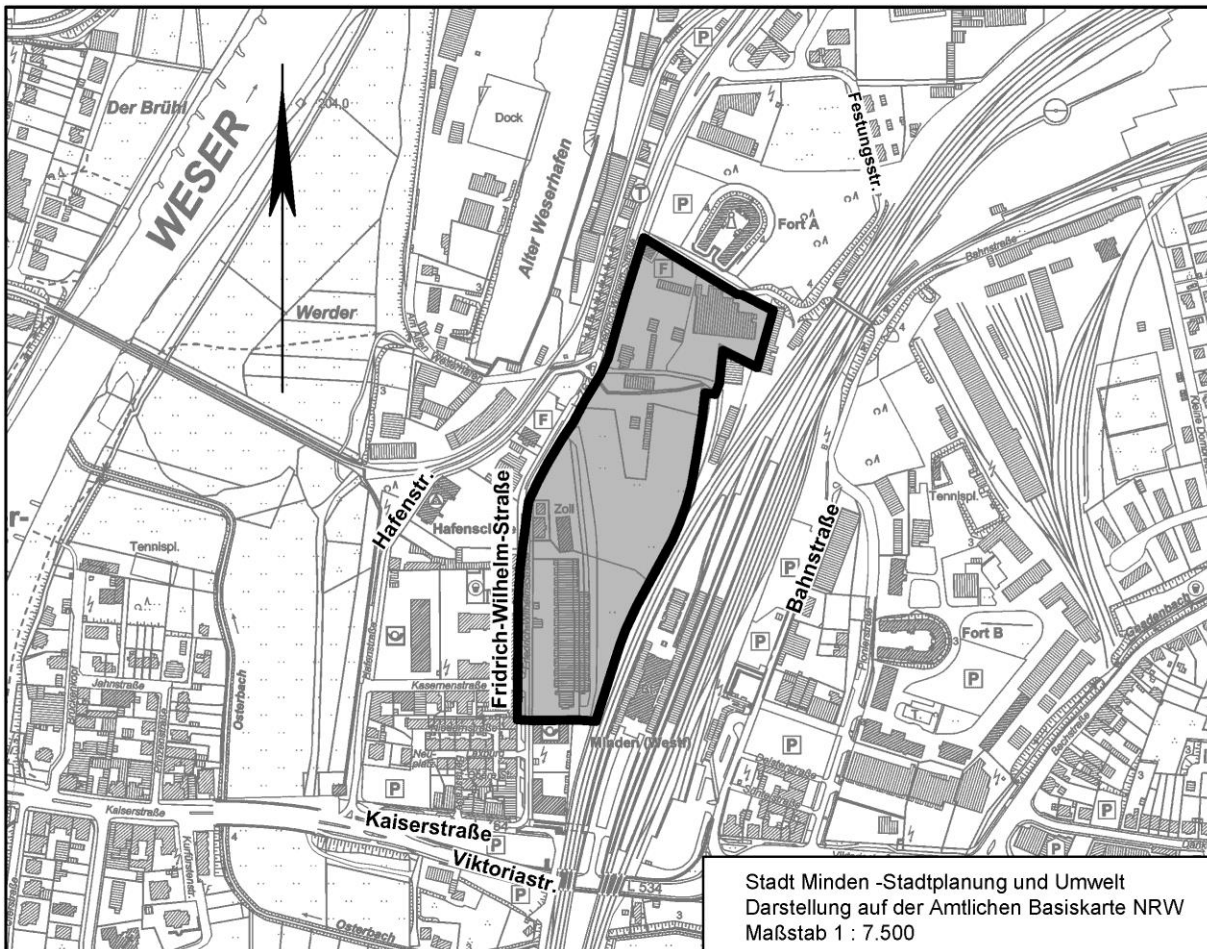 Der Brühl
WESER
204.0
Dock
P
Festungsstr.
Alter Weserhafen
T
P
Fort A
F
Werder
Bahnstraße
F
Hafenstr.
Fridrich-Wilhelm-Straße
Zoll
Tennispl.
Tennispl.
Bahnstraße
P
P
Fort B
P
Osterbach
Jahnstraße
Kasernenstraße
Minden (Westf)
P
P
Kaiserstraße
Kaiserstraße
P
Viktoriastr.
P
L 534
P
Osterbach
Stadt Minden -Stadtplanung und Umwelt
Darstellung auf der Amtlichen Basiskarte NRW
Maßstab 1 : 7.500